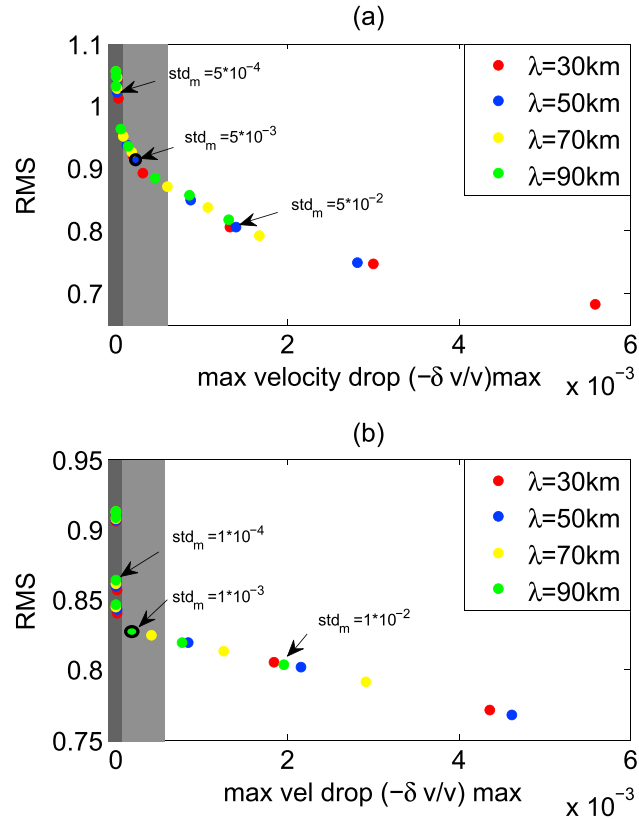 (a)
1.1
1
0.9
0.8
0.7
RMS
std_m =5*10^−4
std_m =5*10^−3
std_m =5*10^−2
λ=30km
λ=50km
λ=70km
λ=90km
0 2 4 6
max velocity drop (−δ v/v)max
x 10^−3
(b)
0.95
0.9
0.85
0.8
0.75
RMS
std_m =1*10^−4
std_m =1*10^−3
std_m =1*10^−2
λ=30km
λ=50km
λ=70km
λ=90km
0 2 4 6
max vel drop (−δ v/v) max
x 10^−3